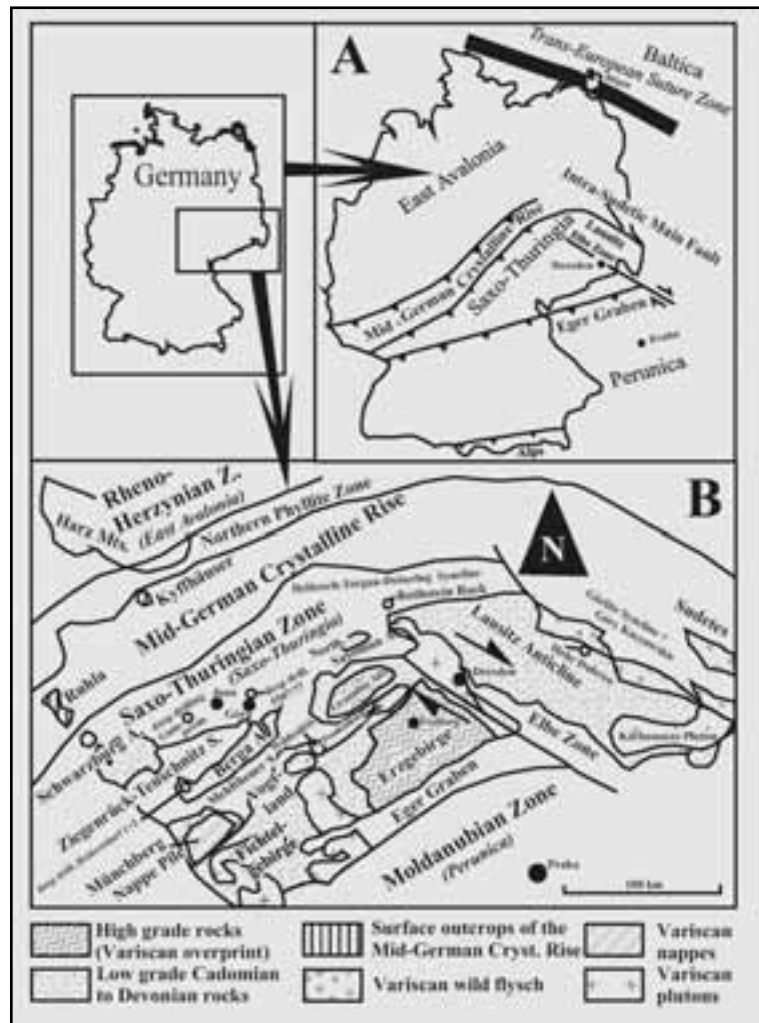 Germany
A
Baltica
Trans-European Suture Zone
East Avalonia
Intra-Sudetic Main Fault
Mid-German Crystalline Rise
Saxo-Thuringia
Lausitz
Elbe Zone
Dresden
Eger Graben
Praha
Perunica
Alps
B
N
Rheno-
Herzynian Z.
(East Avalonia)
Harz Mts.
Northern Phyllite Zone
Kyffhäuser
Mid-German Crystalline Rise
Ruhla
Saxo-Thuringian Zone
(Saxo-Thuringia)
North
Lausitz Anticline
Sudetes
Dresden
Elbe Zone
Schwarzburg A.
Ziegenrück-Teuschnitz S.
Berga A.
Vogt-
land
Erzgebirge
Eger Graben
Münchberg
Nappe Pile
Fichtel-
gebirge
Moldanubian Zone
(Perunica)
Praha
100 km
High grade rocks
(Variscan overprint)
Surface outcrops of the
Mid-German Cryst. Rise
Variscan
nappes
Low grade Cadomian
to Devonian rocks
Variscan wild flysch
Variscan
plutons